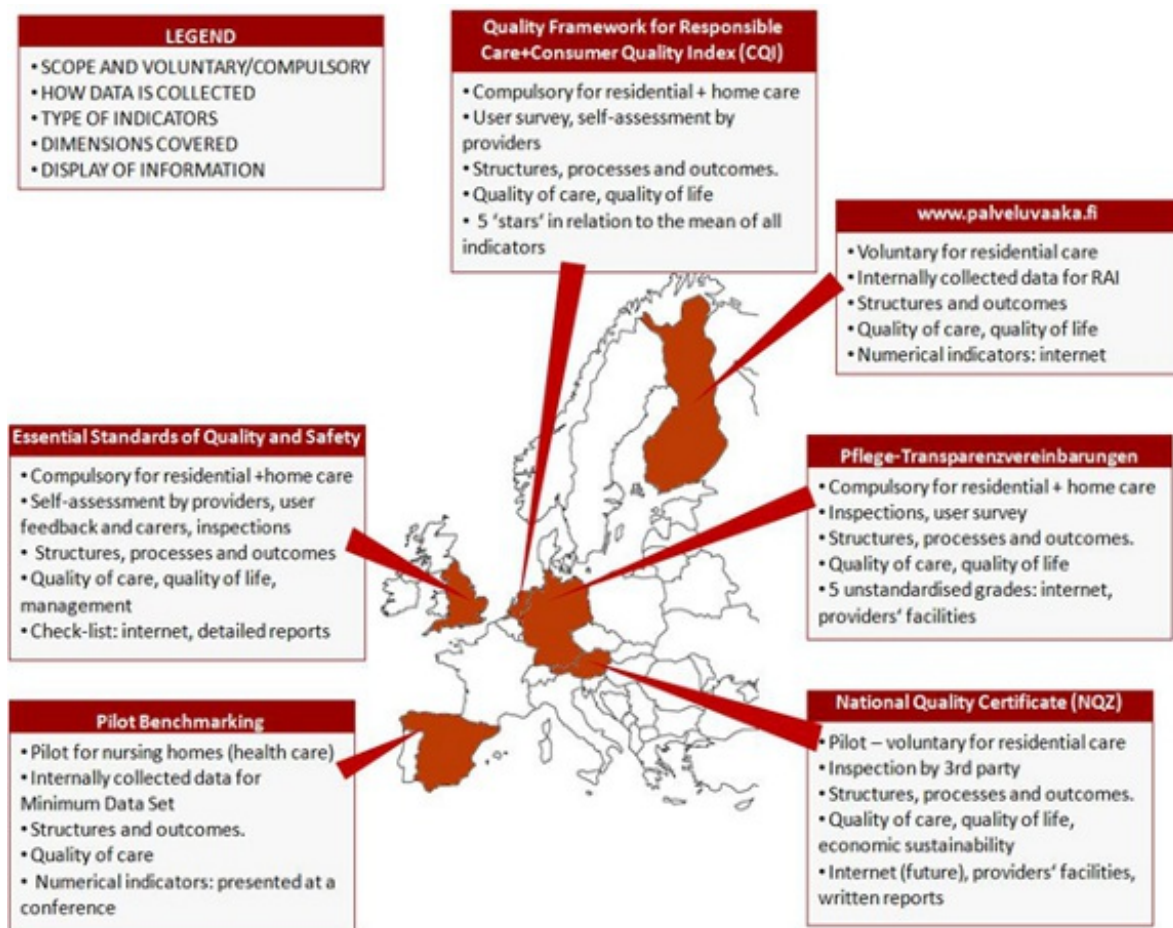 LEGEND
• SCOPE AND VOLUNTARY/COMPULSORY
• HOW DATA IS COLLECTED
• TYPE OF INDICATORS
• DIMENSIONS COVERED
• DISPLAY OF INFORMATION
Quality Framework for Responsible
Care+Consumer Quality Index (CQI)
• Compulsory for residential + home care
• User survey, self-assessment by
providers
• Structures, processes and outcomes.
• Quality of care, quality of life
• 5 ‘stars‘ in relation to the mean of all
indicators
www.palveluvaaka.fi
• Voluntary for residential care
• Internally collected data for RAI
• Structures and outcomes
• Quality of care, quality of life
• Numerical indicators: internet
Essential Standards of Quality and Safety
• Compulsory for residential +home care
• Self-assessment by providers, user
feedback and carers, inspections
• Structures, processes and outcomes
• Quality of care, quality of life,
management
• Check-list: internet, detailed reports
Pflege-Transparenzvereinbarungen
• Compulsory for residential + home care
• Inspections, user survey
• Structures, processes and outcomes.
• Quality of care, quality of life
• 5 unstandardised grades: internet,
providers‘ facilities
Pilot Benchmarking
• Pilot for nursing homes (health care)
• Internally collected data for
Minimum Data Set
• Structures and outcomes.
• Quality of care
• Numerical indicators: presented at a
conference
National Quality Certificate (NQZ)
• Pilot – voluntary for residential care
• Inspection by 3rd party
• Structures, processes and outcomes.
• Quality of care, quality of life,
economic sustainability
• Internet (future), providers‘ facilities,
written reports